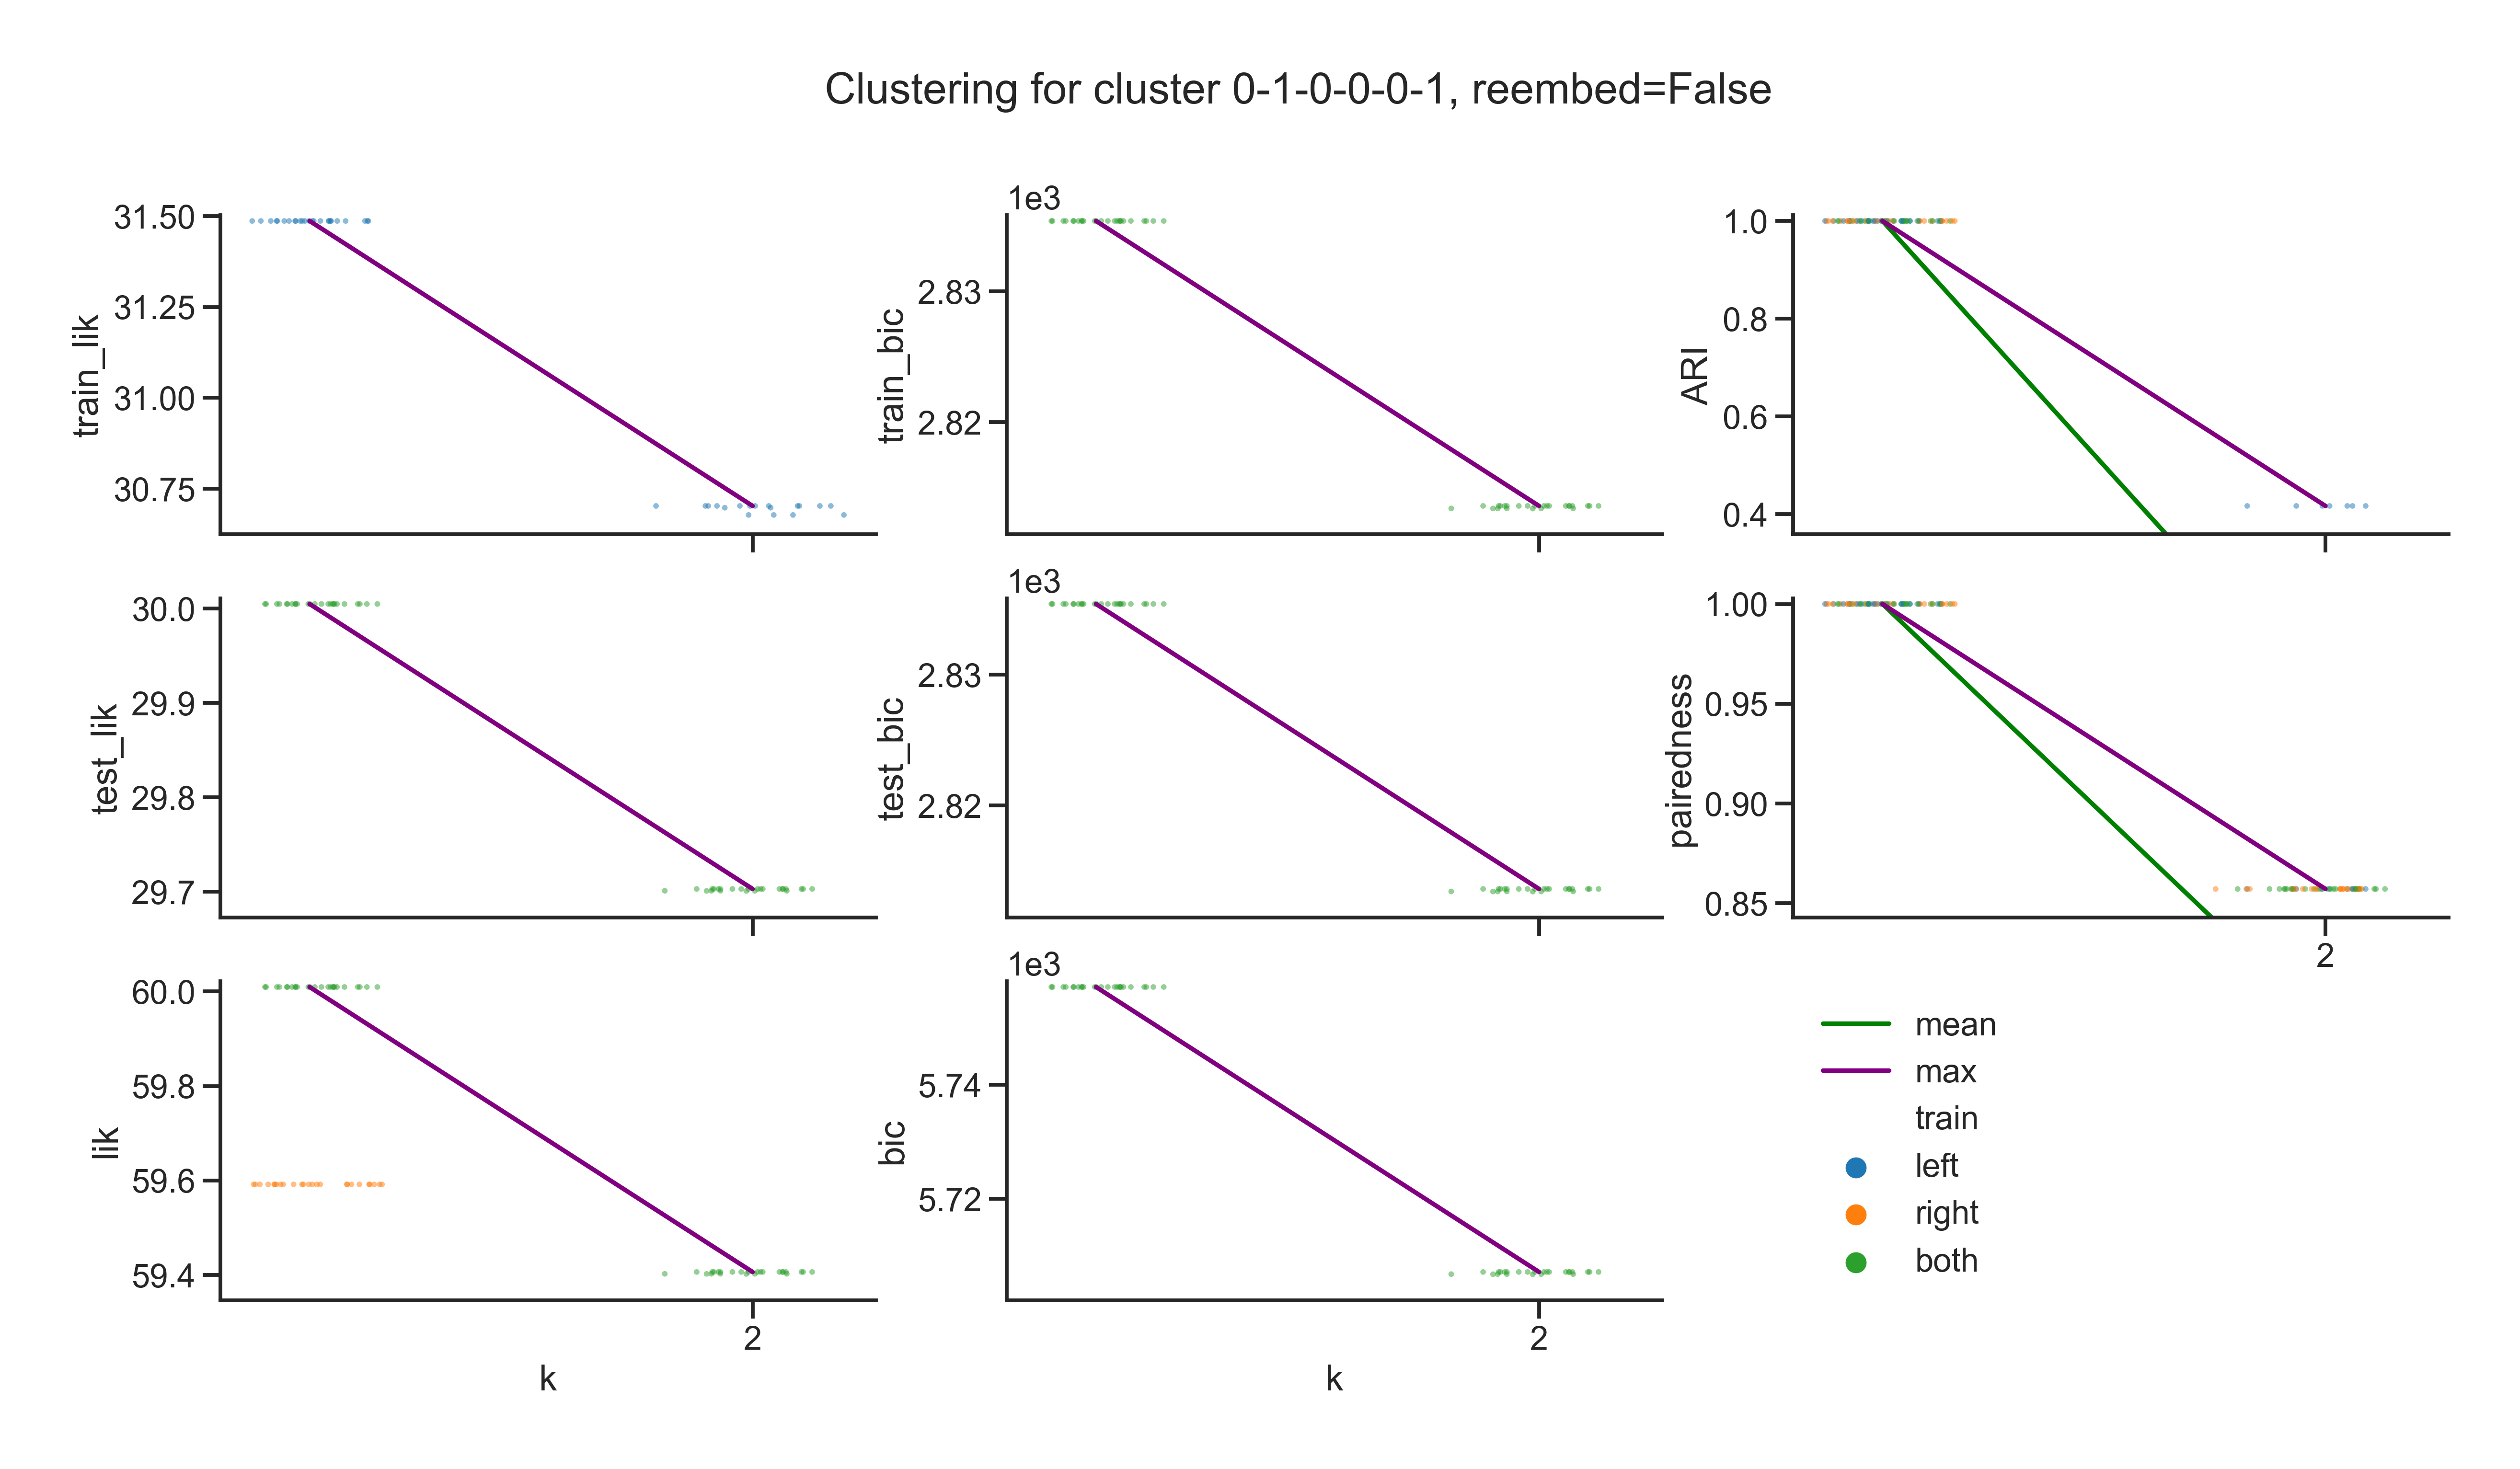 Clustering for cluster 0-1-0-0-0-1, reembed=False
train_lik
31.50
31.25
31.00
30.75
1e3
train_bic
2.83
2.82
ARI
1.0
0.8
0.6
0.4
test_lik
30.0
29.9
29.8
29.7
1e3
test_bic
2.83
2.82
pairedness
1.00
0.95
0.90
0.85
2
lik
60.0
59.8
59.6
59.4
2
k
1e3
bic
5.74
5.72
2
k
mean
max
train
left
right
both